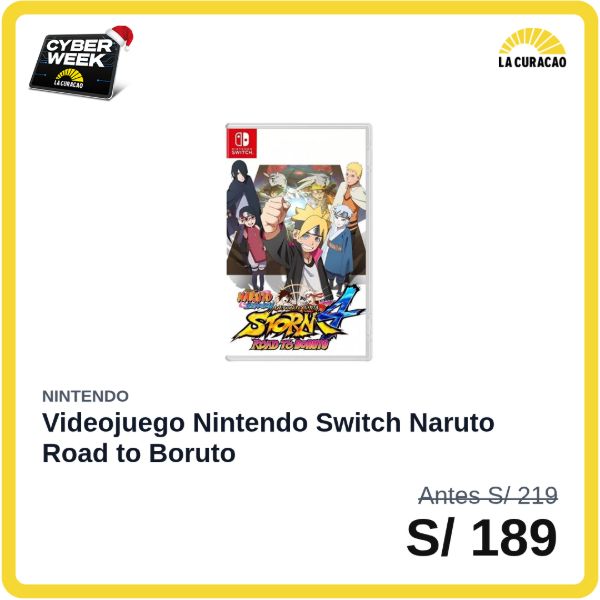 CYBER
WEEK
LA CURACAO
LA CURACAO
NINTENDO
SWITCH
NARUTO
STORM 4
ROAD TO BORUTO
NINTENDO
Videojuego Nintendo Switch Naruto
Road to Boruto
Antes S/ 219
S/ 189